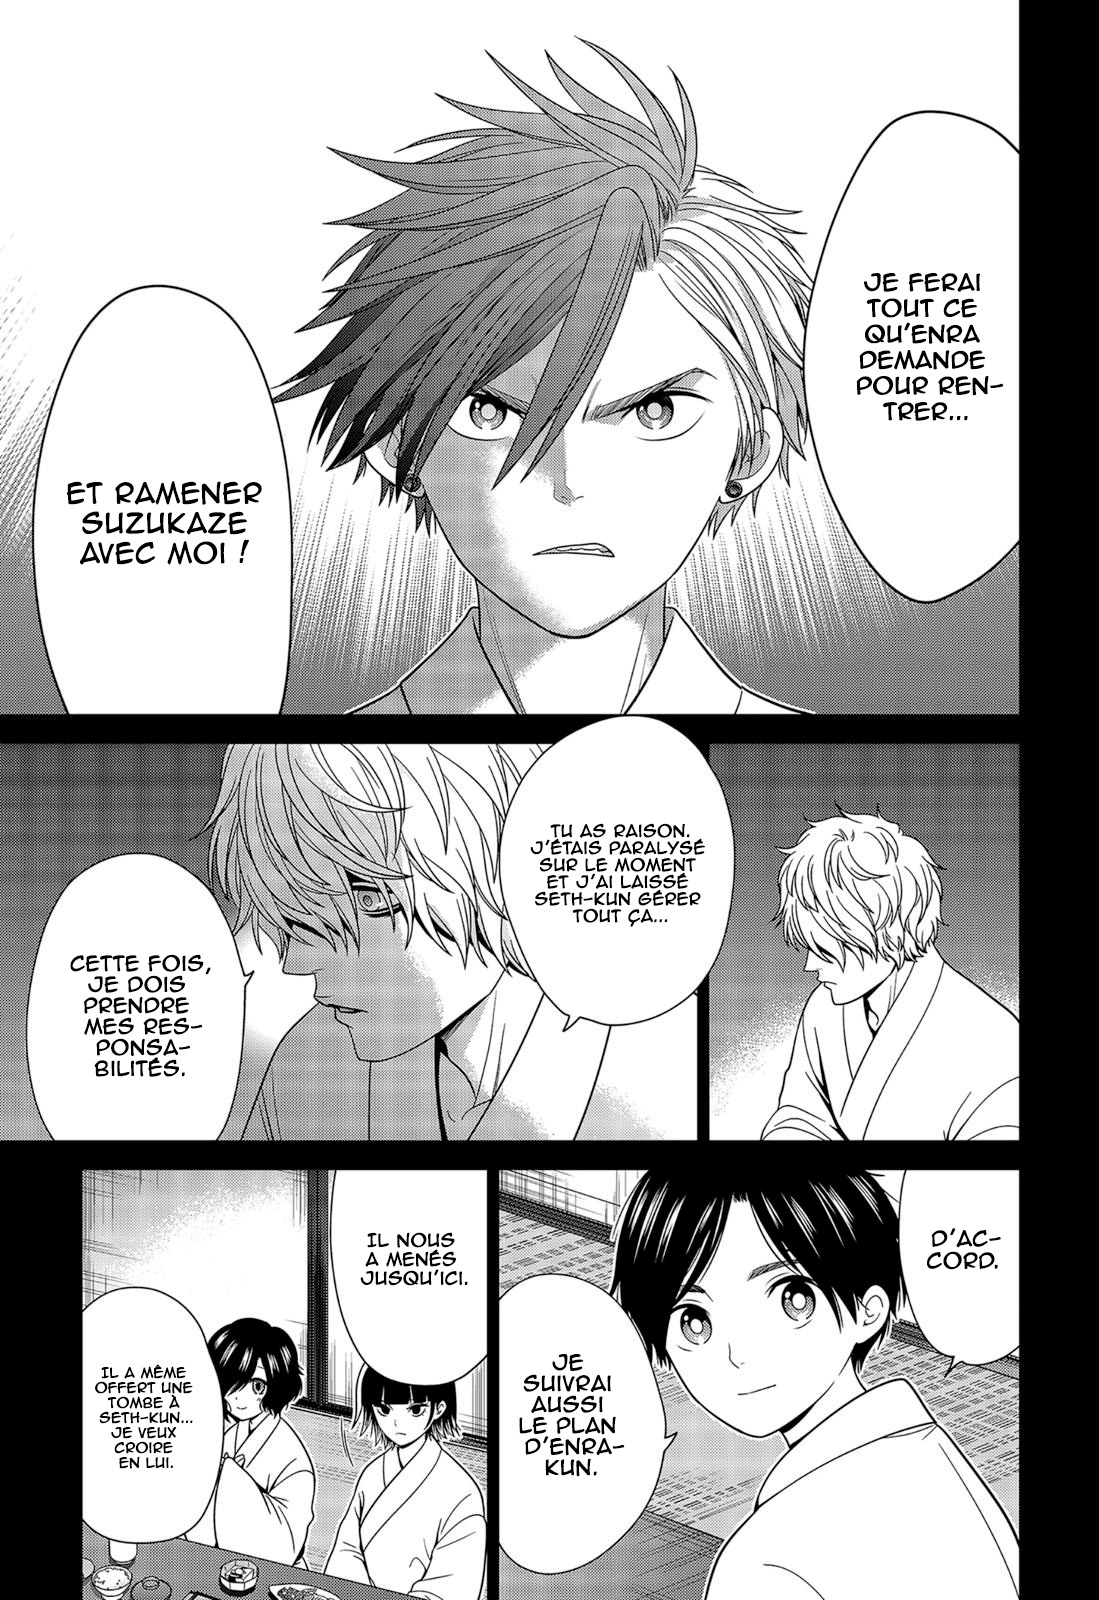 JE FERAI
TOUT CE
QU'ENRA
DEMANDE
POUR REN-
TRER...
ET RAMENER
SUZUKAZE
AVEC MOI !
TU AS RAISON.
J'ÉTAIS PARALYSÉ
SUR LE MOMENT
ET J'AI LAISSÉ
SETH-KUN GÉRER
TOUT ÇA...
CETTE FOIS,
JE DOIS
PRENDRE
MES RES-
PONSA-
BILITÉS.
D'AC-
CORD.
JE
SUIVRAI
AUSSI
LE PLAN
D'ENRA-
KUN.
IL NOUS
A MENÉS
JUSQU'ICI.
IL A MÊME
OFFERT UNE
TOMBE À
SETH-KUN...
JE VEUX
CROIRE
EN LUI.